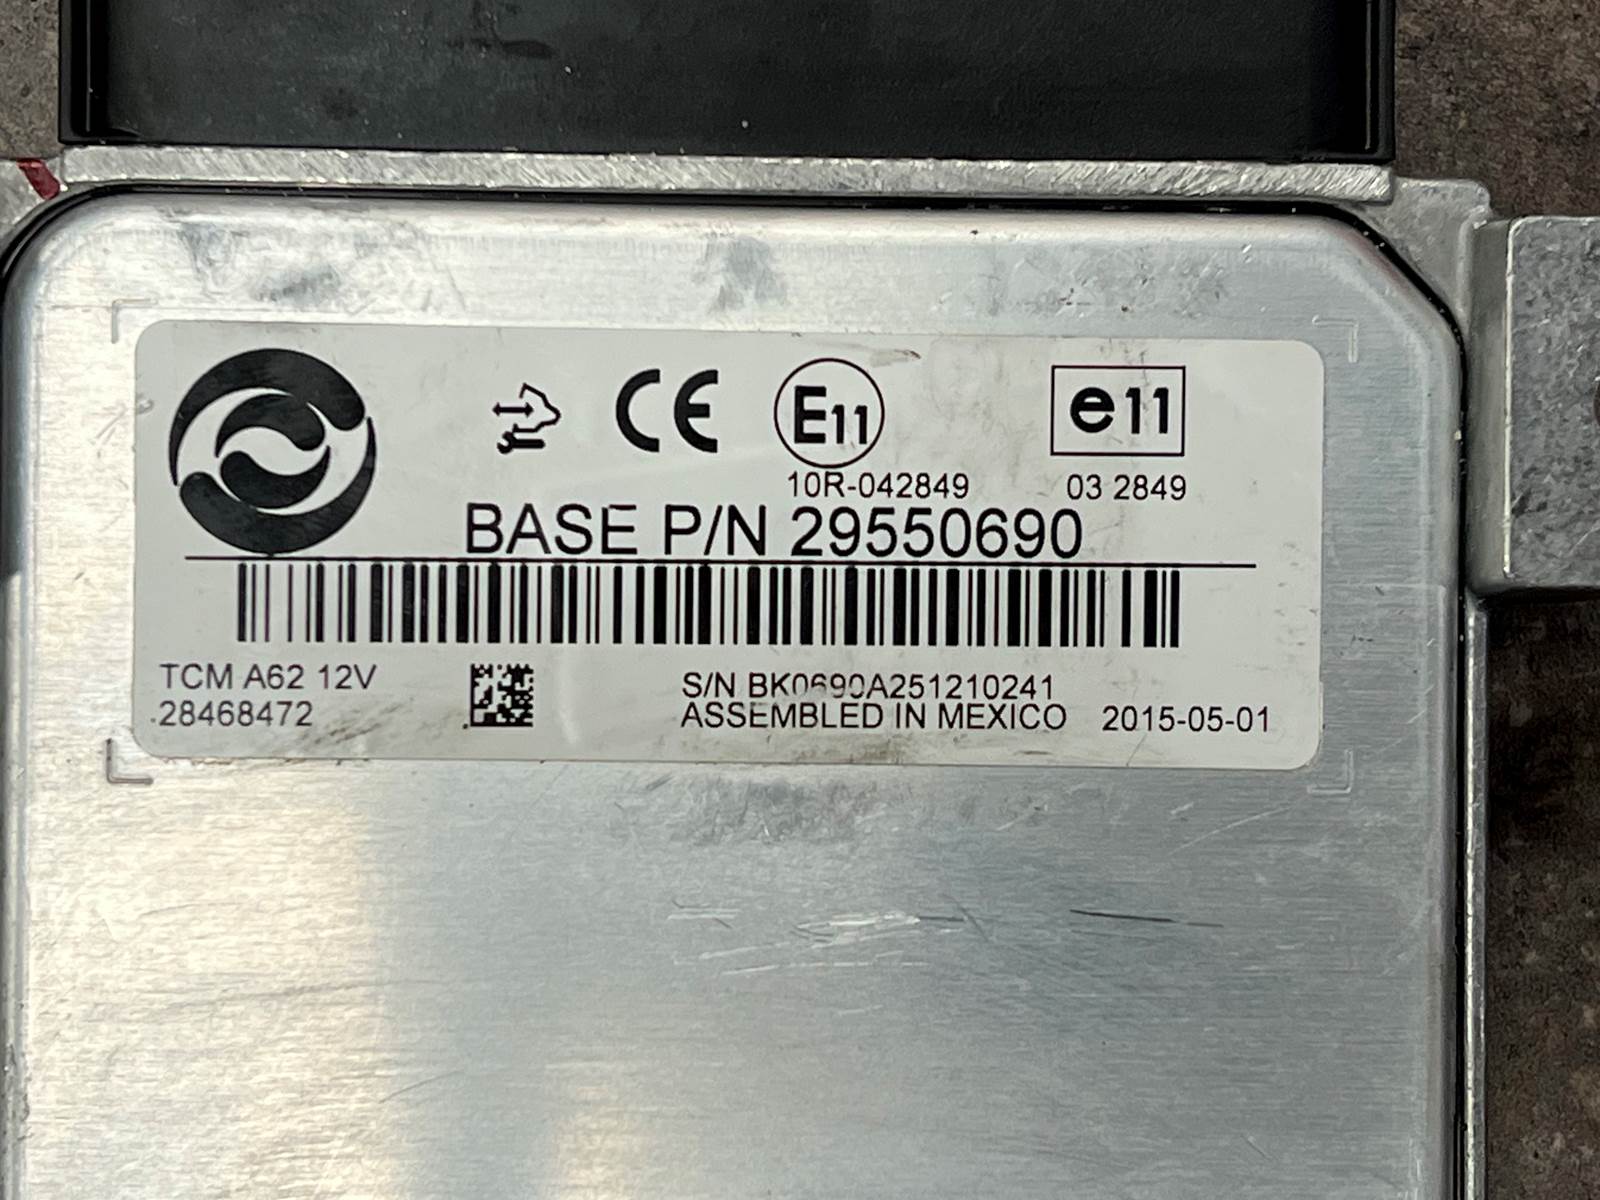 CE E11 e11
10R-042849 03 2849
BASE P/N 29550690
TCM A62 12V
28468472
S/N BK0690A251210241
ASSEMBLED IN MEXICO 2015-05-01